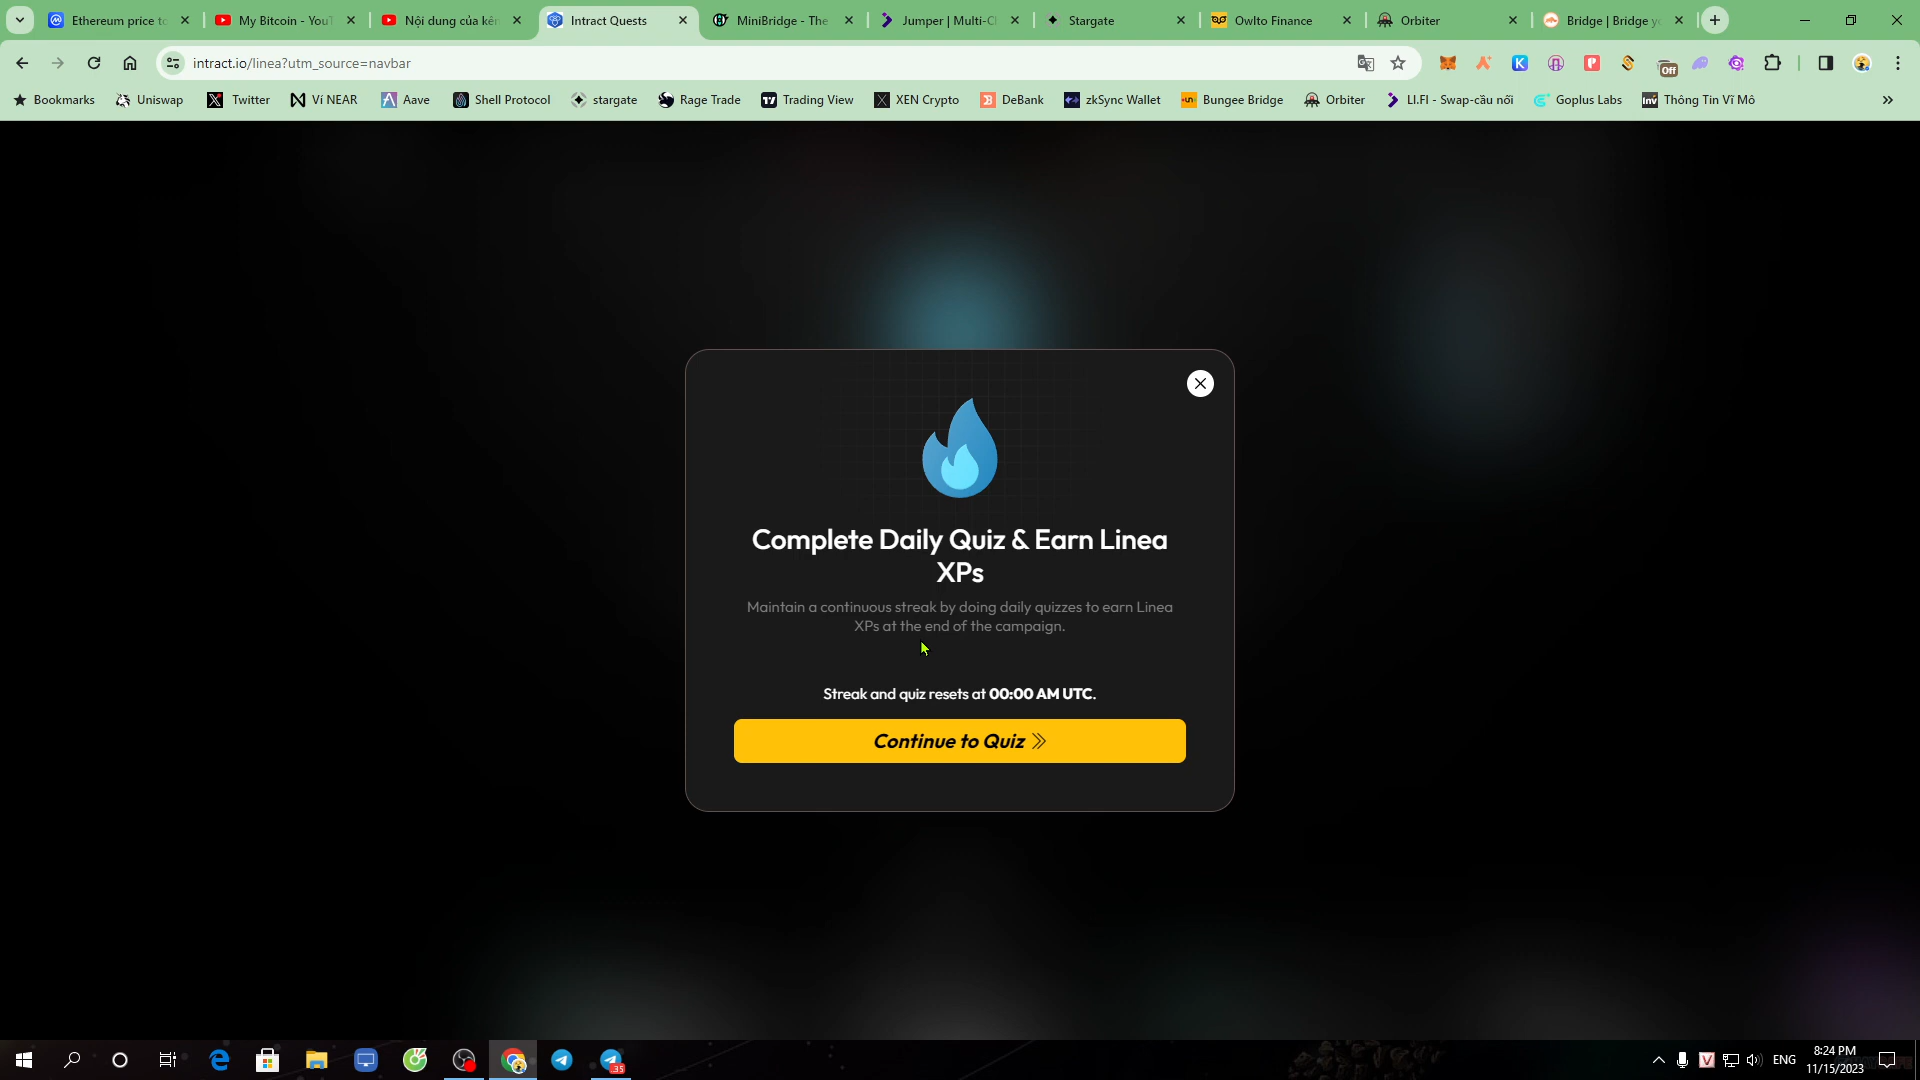 Ethereum price to
My Bitcoin - YouT
Nội dung của kên
Intract Quests
MiniBridge - The
Jumper | Multi-Ch
Stargate
Owlto Finance
Orbiter
Bridge | Bridge yo
intract.io/linea?utm_source=navbar
Off
Bookmarks
Uniswap
Twitter
Ví NEAR
Aave
Shell Protocol
stargate
Rage Trade
Trading View
XEN Crypto
DeBank
zkSync Wallet
Bungee Bridge
Orbiter
LI.FI - Swap-cầu nối
Goplus Labs
Thông Tin Vĩ Mô
Complete Daily Quiz & Earn Linea
XPs
Maintain a continuous streak by doing daily quizzes to earn Linea
XPs at the end of the campaign.
Streak and quiz resets at 00:00 AM UTC.
Continue to Quiz
35
ENG
8:24 PM
11/15/2023